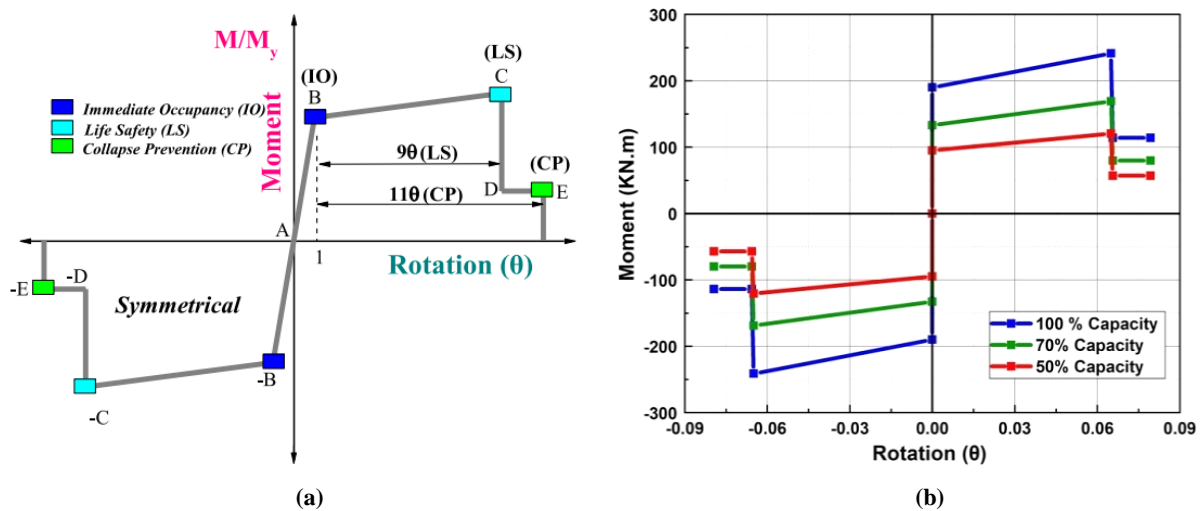 M/My
Moment
(IO)
B
(LS)
C
Immediate Occupancy (IO)
Life Safety (LS)
Collapse Prevention (CP)
9θ(LS)
(CP)
D
E
11θ(CP)
A
1
Rotation (θ)
-D
-E
Symmetrical
-B
-C
(a)
300
200
100
0
-100
-200
-300
Moment (KN.m)
100 % Capacity
70% Capacity
50% Capacity
-0.09 -0.06 -0.03 0.00 0.03 0.06 0.09
Rotation (θ)
(b)